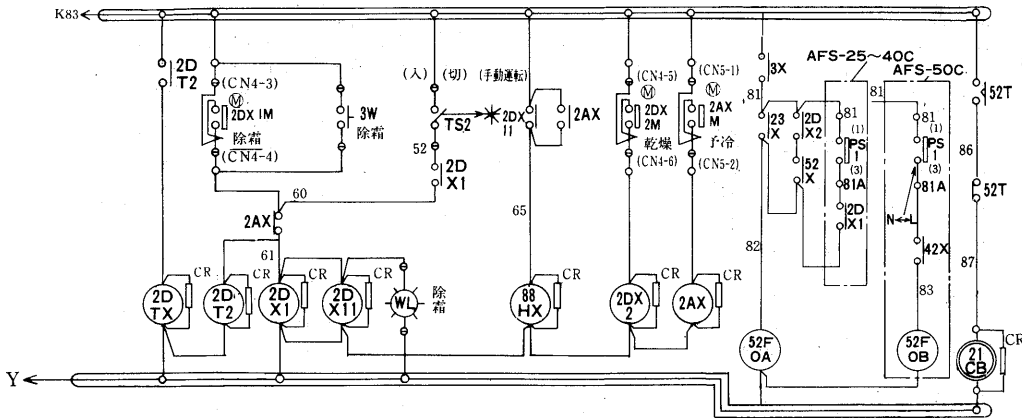 K83
2D
T2
(CN4-3)
Ⓜ
2DX 1M
除霜
(CN4-4)
3W
除霜
(入)
(切)
(手動運転)
TS2
52
2D
X1
60
2AX
61
2DX
11
2AX
65
(CN4-5)
Ⓜ
2DX
2M
乾燥
(CN4-6)
(CN5-1)
Ⓜ
2AX
M
予冷
(CN5-2)
3X
81
23
X
2D
X2
52
X
82
AFS-25～40C
81
(1)
PS
1
(3)
81A
2D
X1
AFS-50C
81
81
(1)
PS
1
(3)
81A
N↔L
42X
83
52T
86
52T
87
2D
TX
CR
2D
T2
CR
2D
X1
CR
2D
X11
CR
WL
除霜
88
HX
CR
2DX
2
CR
2AX
CR
52F
OA
52F
OB
21
CB
CR
Y